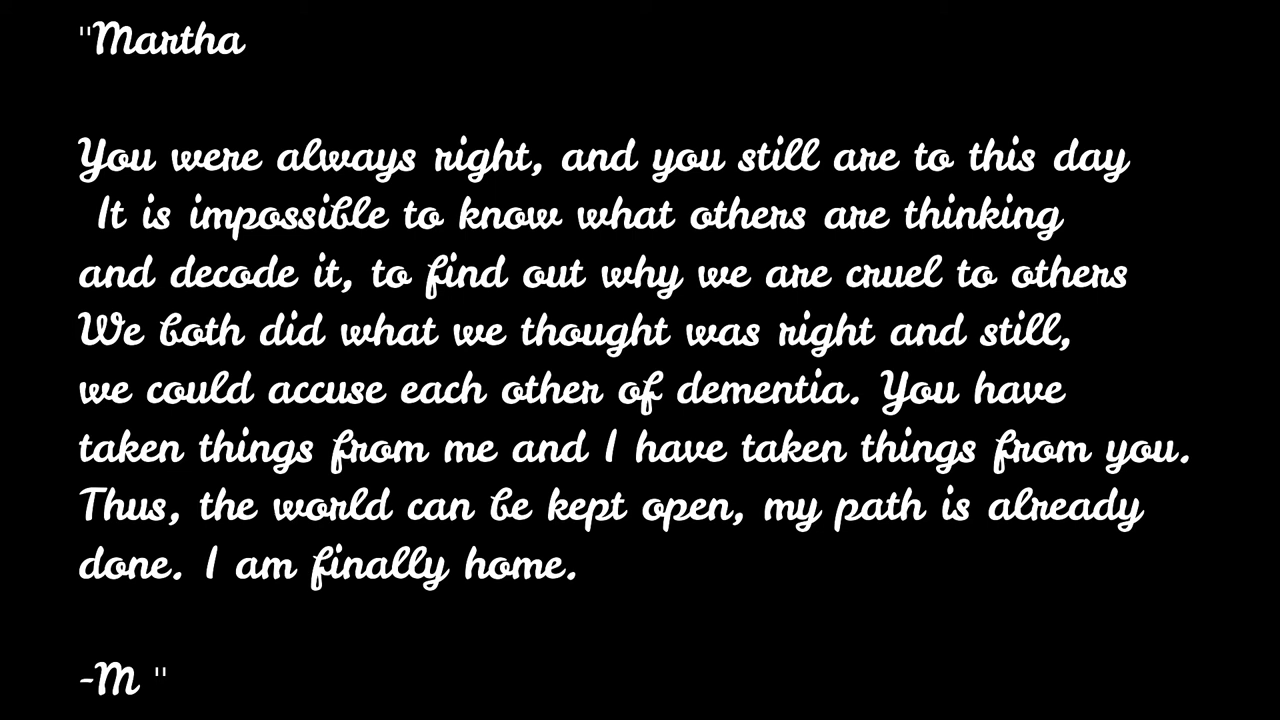 "Martha
You were always right, and you still are to this day
It is impossible to know what others are thinking
and decode it, to find out why we are cruel to others
We both did what we thought was right and still,
we could accuse each other of dementia. You have
taken things from me and I have taken things from you.
Thus, the world can be kept open, my path is already
done. I am finally home.
-M "